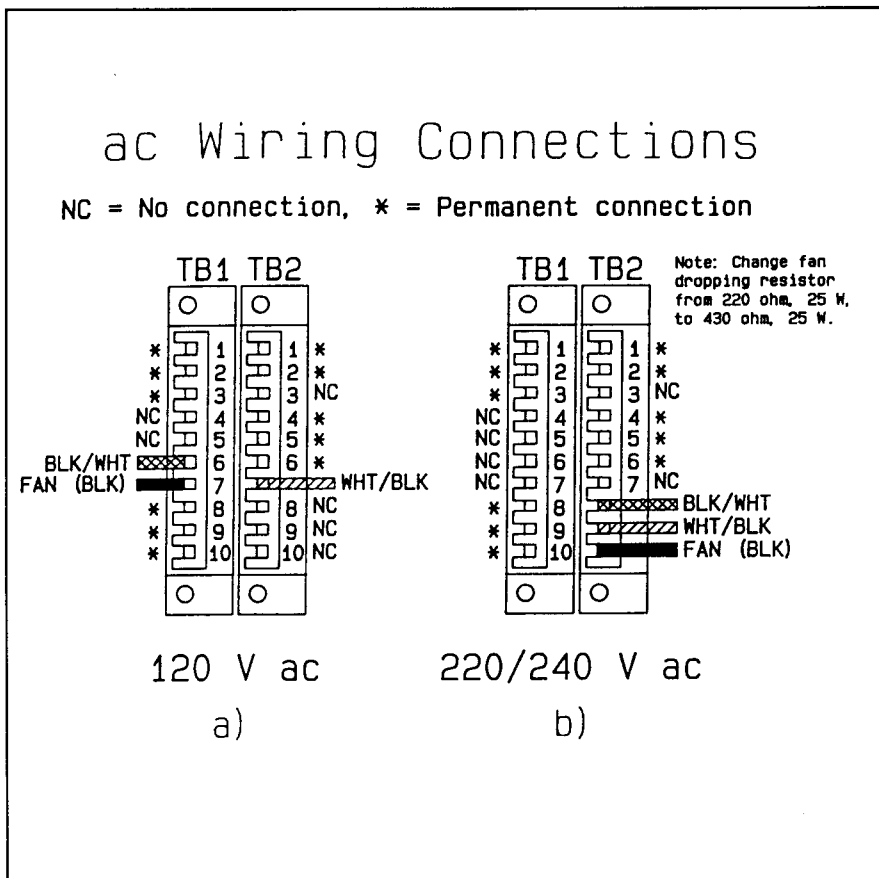 ac Wiring Connections
NC = No connection, * = Permanent connection
TB1 TB2
* 1 1 *
* 2 2 *
* 3 3 NC
NC 4 4 *
NC 5 5 *
BLK/WHT 6 6 *
FAN (BLK) 7 7 WHT/BLK
* 8 8 NC
* 9 9 NC
* 10 10 NC
120 V ac
a)
TB1 TB2
Note: Change fan
dropping resistor
from 220 ohm, 25 W,
to 430 ohm, 25 W.
* 1 1 *
* 2 2 *
* 3 3 NC
NC 4 4 *
NC 5 5 *
NC 6 6 *
NC 7 7 NC
* 8 8 BLK/WHT
* 9 9 WHT/BLK
* 10 10 FAN (BLK)
220/240 V ac
b)